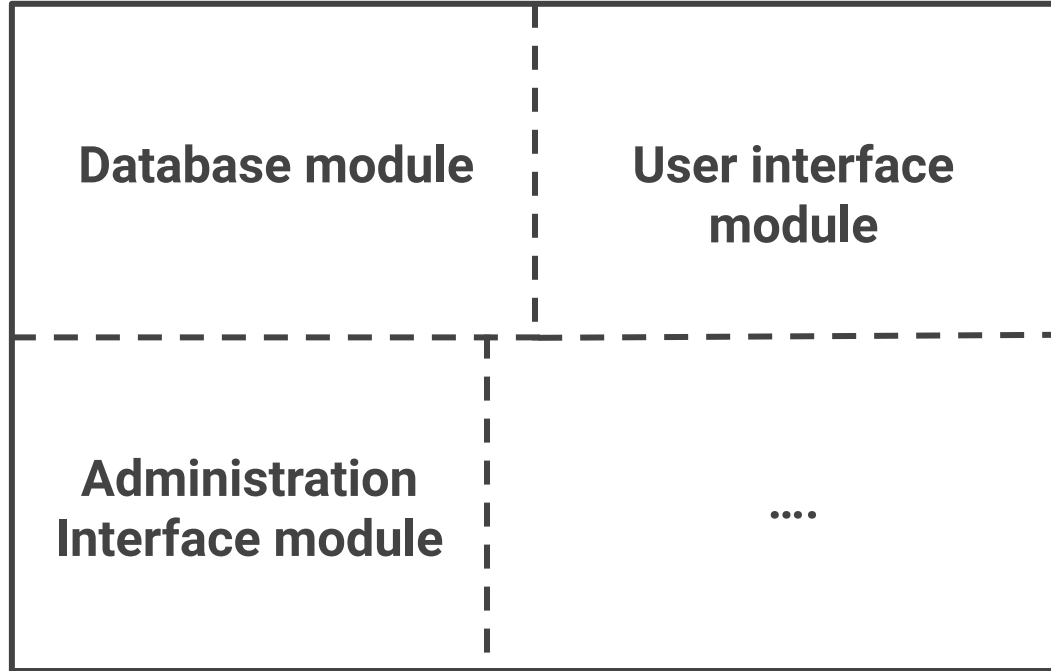 Database module
User interface
module
Administration
Interface module
....